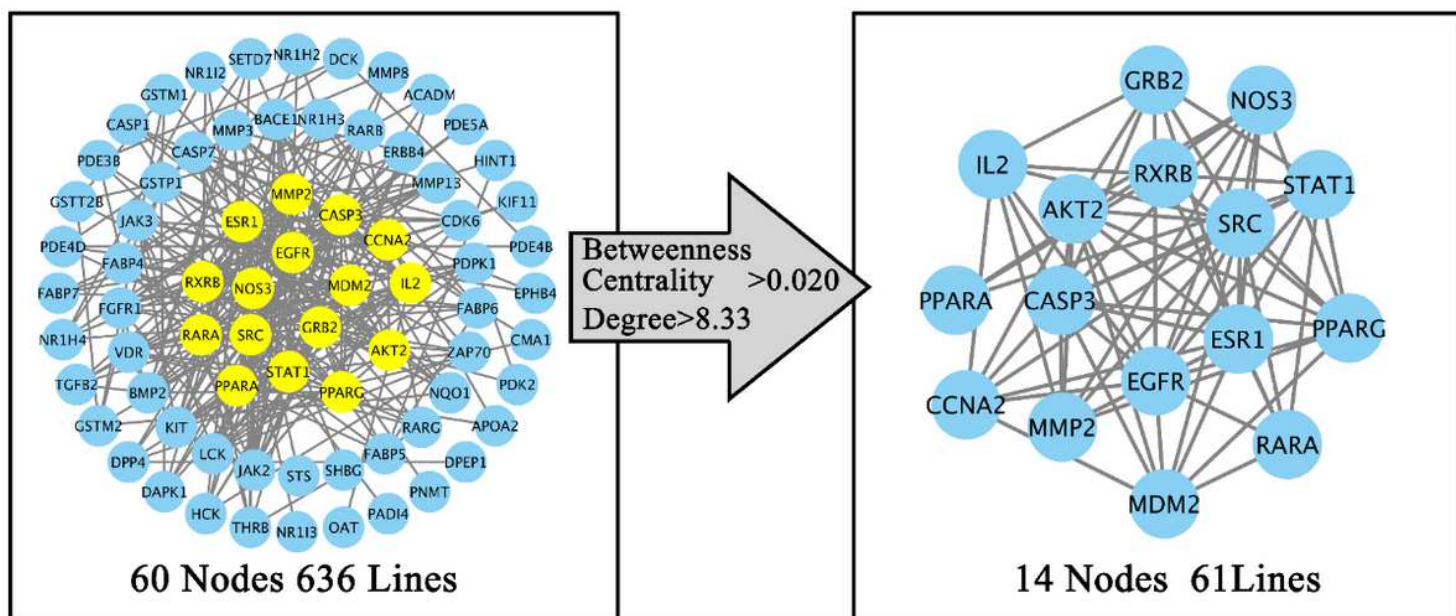 NR1H2
SETD7
DCK
NR1I2
MMP8
GSTM1
ACADM
CASP1
MMP3
BACE1
NR1H3
RARB
PDE5A
PDE3B
CASP7
ERBB4
HINT1
GSTP1
MMP13
GSTT2B
MMP2
KIF11
JAK3
ESR1
CASP3
CDK6
PDE4D
CCNA2
PDE4B
FABP4
EGFR
PDPK1
FABP7
RXRB
NOS3
MDM2
IL2
EPHB4
FGFR1
FABP6
NR1H4
RARA
SRC
GRB2
CMA1
VDR
AKT2
ZAP70
TGFB2
BMP2
PPARA
STAT1
PPARG
NQO1
PDK2
GSTM2
KIT
RARG
APOA2
DPP4
LCK
JAK2
STS
SHBG
FABP5
DPEP1
DAPK1
PNMT
HCK
THRB
NR1I3
OAT
PADI4
60 Nodes 636 Lines
Betweenness
Centrality >0.020
Degree>8.33
GRB2
NOS3
IL2
RXRB
STAT1
AKT2
SRC
PPARA
CASP3
PPARG
ESR1
EGFR
CCNA2
MMP2
RARA
MDM2
14 Nodes 61Lines